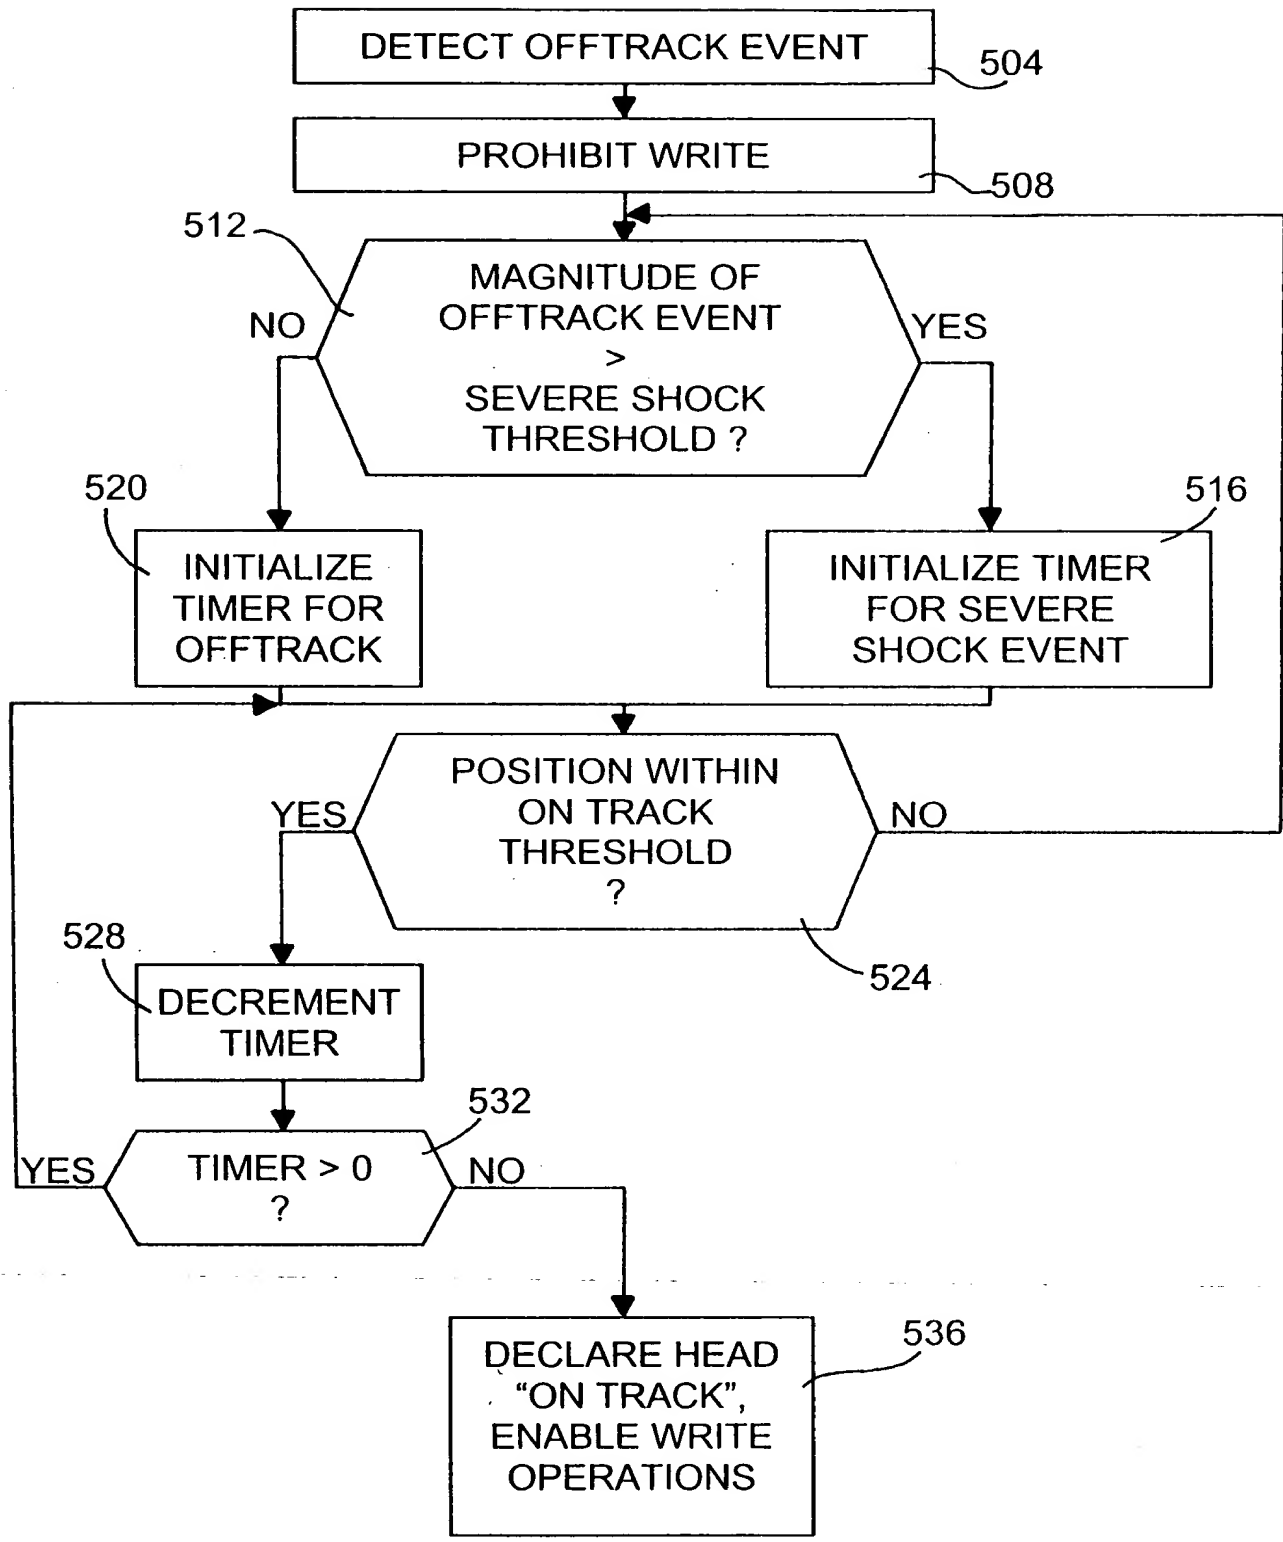 DETECT OFFTRACK EVENT
504
PROHIBIT WRITE
508
512
MAGNITUDE OF
OFFTRACK EVENT
>
SEVERE SHOCK
THRESHOLD ?
NO
YES
520
516
INITIALIZE
TIMER FOR
OFFTRACK
INITIALIZE TIMER
FOR SEVERE
SHOCK EVENT
POSITION WITHIN
ON TRACK
THRESHOLD
?
YES
NO
524
528
DECREMENT
TIMER
532
TIMER > 0
?
YES
NO
536
DECLARE HEAD
“ON TRACK”,
ENABLE WRITE
OPERATIONS